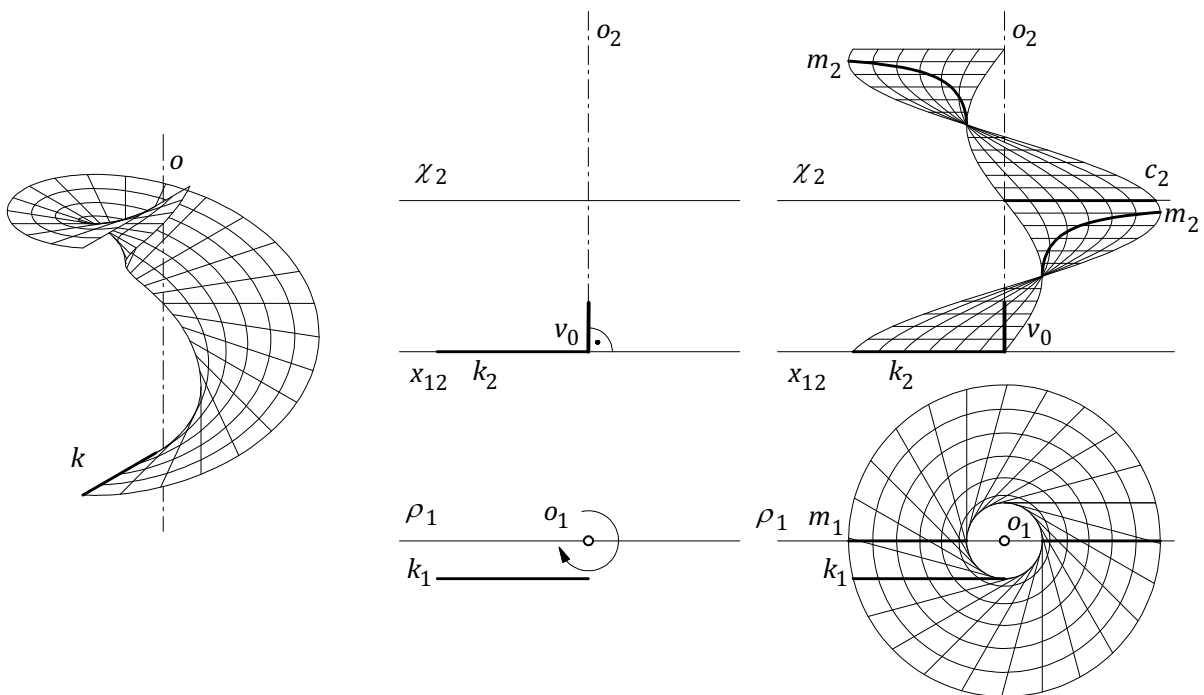 o
k
o₂
χ₂
v₀
x₁₂
k₂
ρ₁
o₁
k₁
o₂
m₂
χ₂
c₂
m₂
v₀
x₁₂
k₂
ρ₁
m₁
o₁
k₁